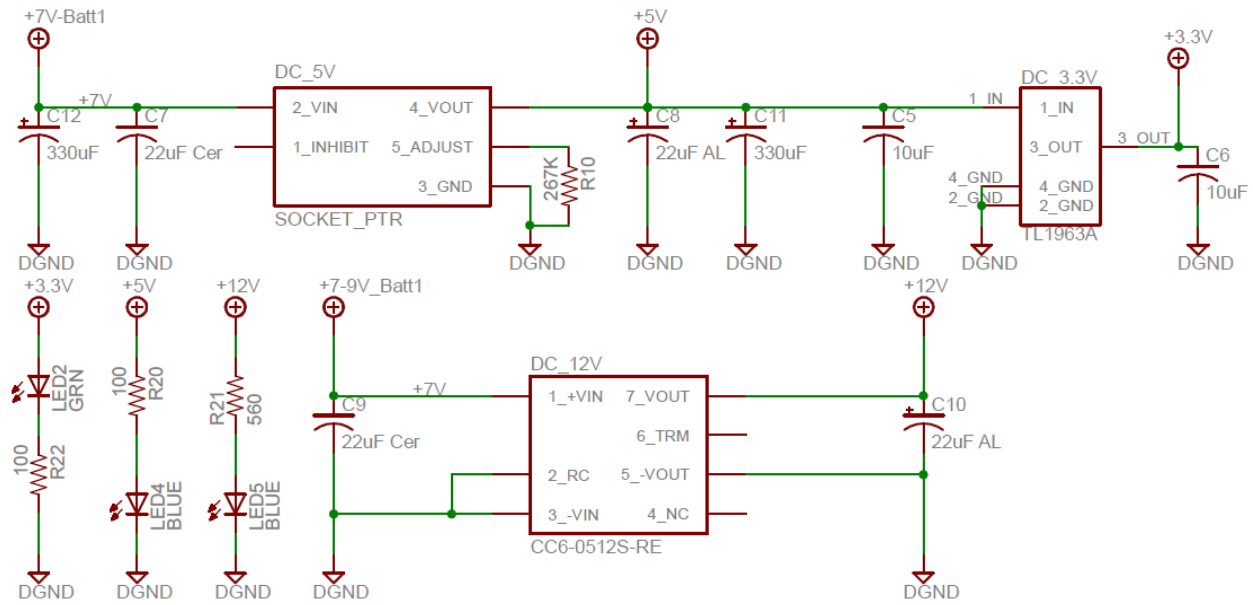 +7V-Batt1
+5V
+3.3V
DC_5V
DC_3.3V
+7V
C12
330uF
C7
22uF Cer
2_VIN
4_VOUT
1_INHIBIT
5_ADJUST
3_GND
SOCKET_PTR
267K
R10
C8
22uF AL
C11
330uF
C5
10uF
1_IN
1_IN
3_OUT
3_OUT
4_GND
4_GND
2_GND
2_GND
TL1963A
C6
10uF
DGND
DGND
DGND
DGND
DGND
DGND
DGND
DGND
+3.3V
+5V
+12V
+7-9V_Batt1
+12V
LED2
GRN
100
R22
100
R20
LED4
BLUE
R21
560
LED5
BLUE
+7V
C9
22uF Cer
DC_12V
1_+VIN
7_VOUT
6_TRM
2_RC
5_-VOUT
3_-VIN
4_NC
CC6-0512S-RE
C10
22uF AL
DGND
DGND
DGND
DGND
DGND